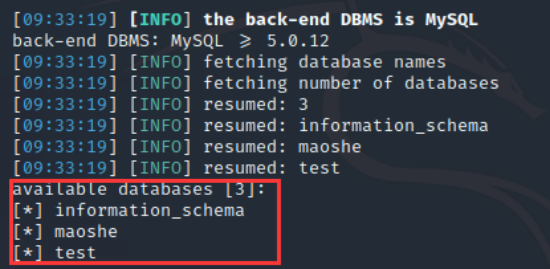 [09:33:19] [INFO] the back-end DBMS is MySQL
back-end DBMS: MySQL ⩾ 5.0.12
[09:33:19] [INFO] fetching database names
[09:33:19] [INFO] fetching number of databases
[09:33:19] [INFO] resumed: 3
[09:33:19] [INFO] resumed: information_schema
[09:33:19] [INFO] resumed: maoshe
[09:33:19] [INFO] resumed: test
available databases [3]:
[*] information_schema
[*] maoshe
[*] test